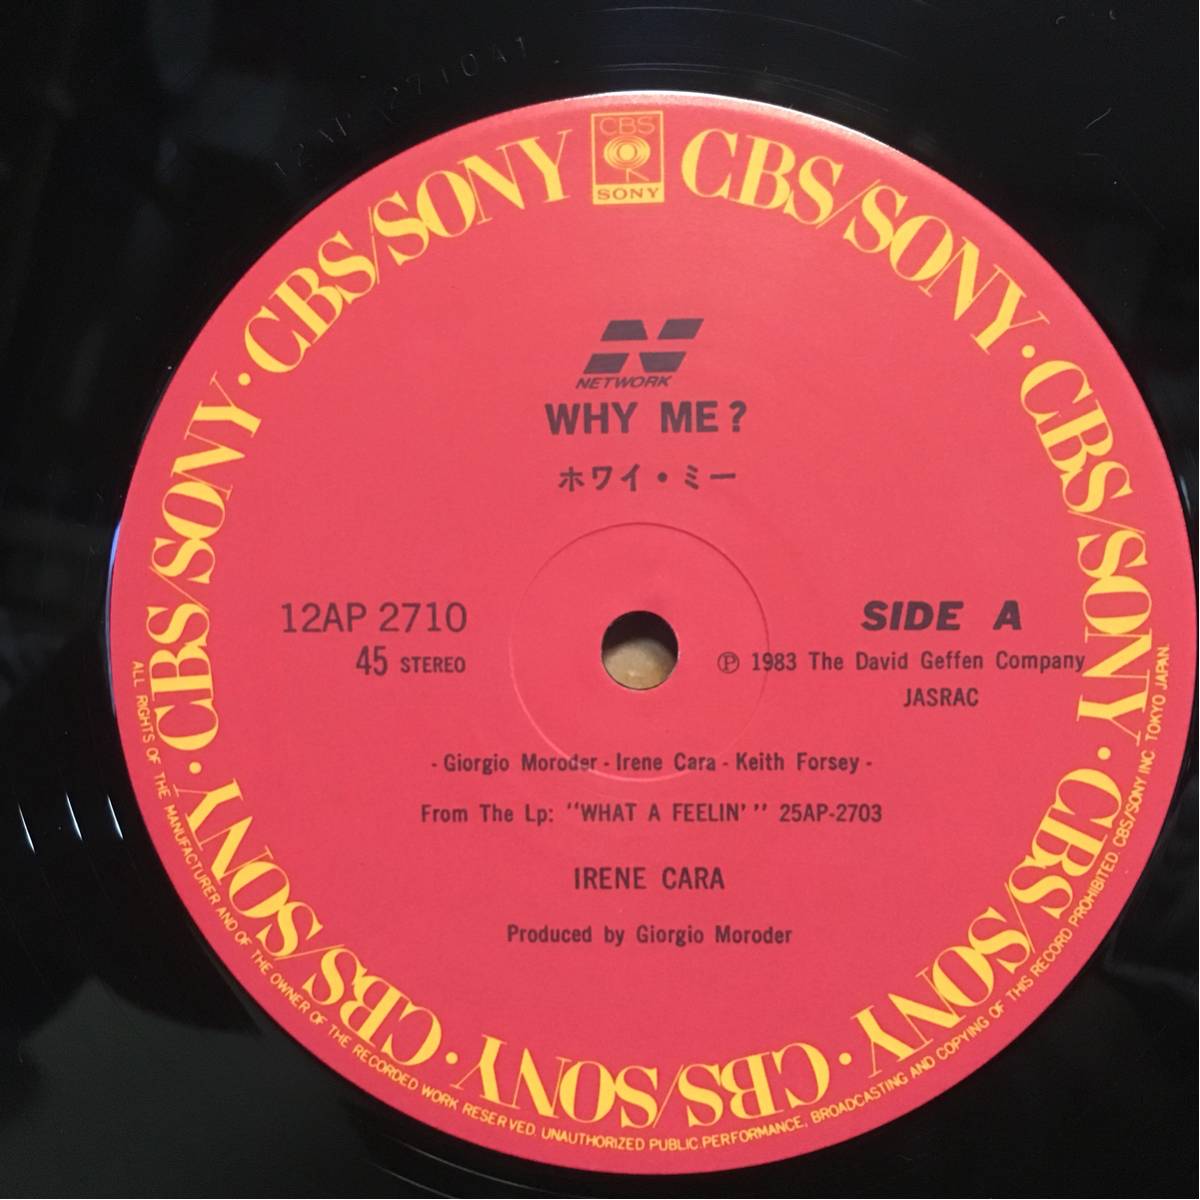 12AP 2710A1
CBS
SONY
CBS/SONY · CBS/SONY · CBS/SONY · CBS/SONY · CBS/SONY · CBS/SONY · CBS/SONY · CBS/SONY
NETWORK
WHY ME?
ホワイ・ミー
12AP 2710
45 STEREO
SIDE A
Ⓟ 1983 The David Geffen Company
JASRAC
- Giorgio Moroder - Irene Cara - Keith Forsey -
From The Lp: "WHAT A FEELIN'" 25AP-2703
IRENE CARA
Produced by Giorgio Moroder
ALL RIGHTS OF THE MANUFACTURER AND OF THE OWNER OF THE RECORDED WORK RESERVED. UNAUTHORIZED PUBLIC PERFORMANCE, BROADCASTING AND COPYING OF THIS RECORD PROHIBITED CBS/SONY INC TOKYO JAPAN.